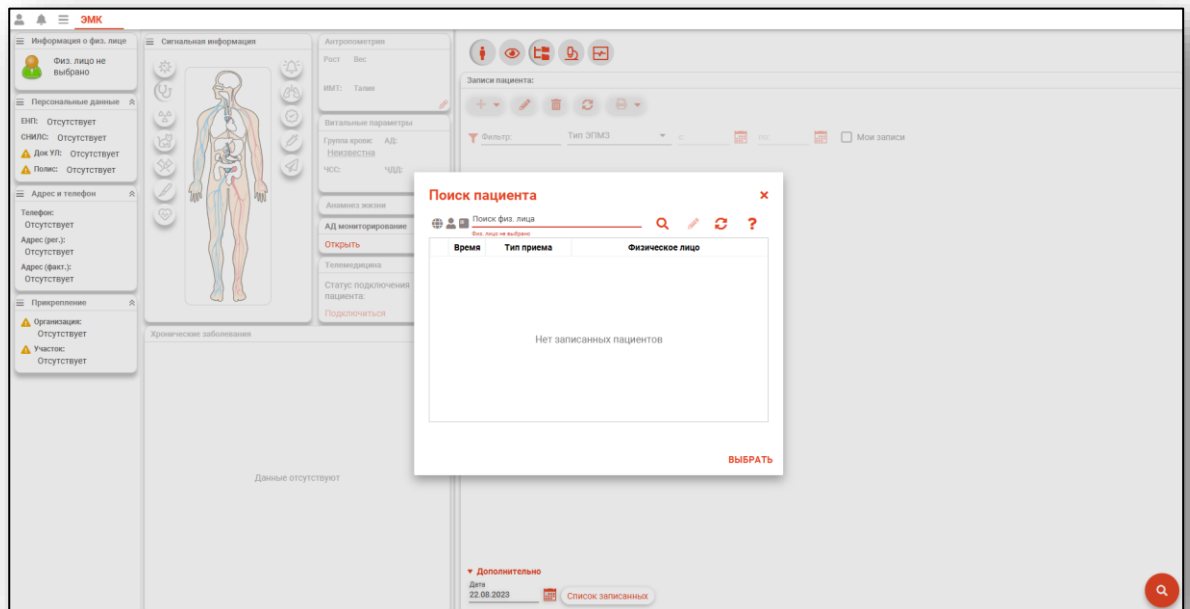 ЭМК
Информация о физ. лице
Физ. лицо не
выбрано
Персональные данные
ЕНП: Отсутствует
СНИЛС: Отсутствует
Док УЛ: Отсутствует
Полис: Отсутствует
Адрес и телефон
Телефон:
Отсутствует
Адрес (рег.):
Отсутствует
Адрес (факт.):
Отсутствует
Прикрепление
Организация:
Отсутствует
Участок:
Отсутствует
Сигнальная информация
Антропометрия
Рост Вес
ИМТ: Талия
Витальные параметры
Группа крови: АД:
Неизвестна
ЧСС: ЧДД:
Анамнез жизни
АД мониторирование
Открыть
Телемедицина
Статус подключения
пациента:
Подключиться
Хронические заболевания
Данные отсутствуют
Записи пациента:
Фильтр: Тип ЭПМЗ с: по: Мои записи
Поиск пациента
Поиск физ. лица
Физ. лицо не выбрано
?
Время Тип приема Физическое лицо
Нет записанных пациентов
ВЫБРАТЬ
Дополнительно
Дата
22.08.2023 Список записанных